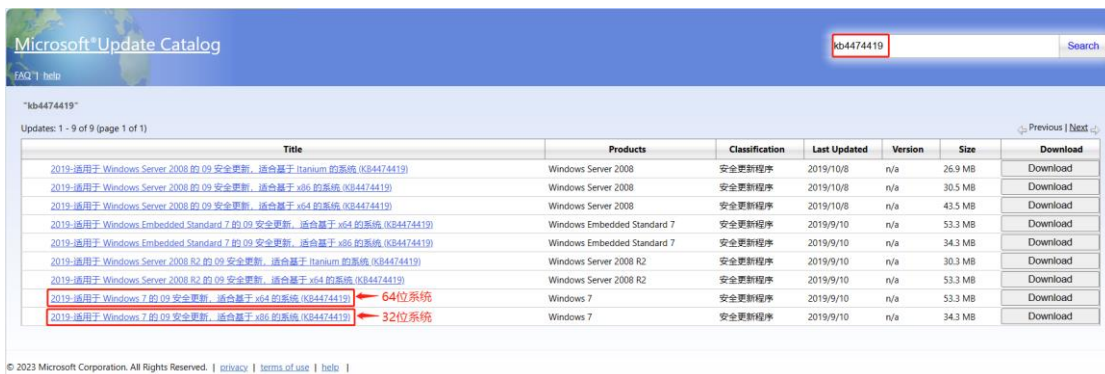 Microsoft®Update Catalog
kb4474419
Search
FAQ | help
"kb4474419"
Updates: 1 - 9 of 9 (page 1 of 1)
Previous | Next
Title Products Classification Last Updated Version Size Download
2019-适用于 Windows Server 2008 的 09 安全更新，适合基于 Itanium 的系统 (KB4474419) Windows Server 2008 安全更新程序 2019/10/8 n/a 26.9 MB Download
2019-适用于 Windows Server 2008 的 09 安全更新，适合基于 x86 的系统 (KB4474419) Windows Server 2008 安全更新程序 2019/10/8 n/a 30.5 MB Download
2019-适用于 Windows Server 2008 的 09 安全更新，适合基于 x64 的系统 (KB4474419) Windows Server 2008 安全更新程序 2019/10/8 n/a 43.5 MB Download
2019-适用于 Windows Embedded Standard 7 的 09 安全更新，适合基于 x64 的系统 (KB4474419) Windows Embedded Standard 7 安全更新程序 2019/9/10 n/a 53.3 MB Download
2019-适用于 Windows Embedded Standard 7 的 09 安全更新，适合基于 x86 的系统 (KB4474419) Windows Embedded Standard 7 安全更新程序 2019/9/10 n/a 34.3 MB Download
2019-适用于 Windows Server 2008 R2 的 09 安全更新，适合基于 Itanium 的系统 (KB4474419) Windows Server 2008 R2 安全更新程序 2019/9/10 n/a 30.3 MB Download
2019-适用于 Windows Server 2008 R2 的 09 安全更新，适合基于 x64 的系统 (KB4474419) Windows Server 2008 R2 安全更新程序 2019/9/10 n/a 53.3 MB Download
2019-适用于 Windows 7 的 09 安全更新，适合基于 x64 的系统 (KB4474419) 64位系统 Windows 7 安全更新程序 2019/9/10 n/a 53.3 MB Download
2019-适用于 Windows 7 的 09 安全更新，适合基于 x86 的系统 (KB4474419) 32位系统 Windows 7 安全更新程序 2019/9/10 n/a 34.3 MB Download
© 2023 Microsoft Corporation. All Rights Reserved. | privacy | terms of use | help |